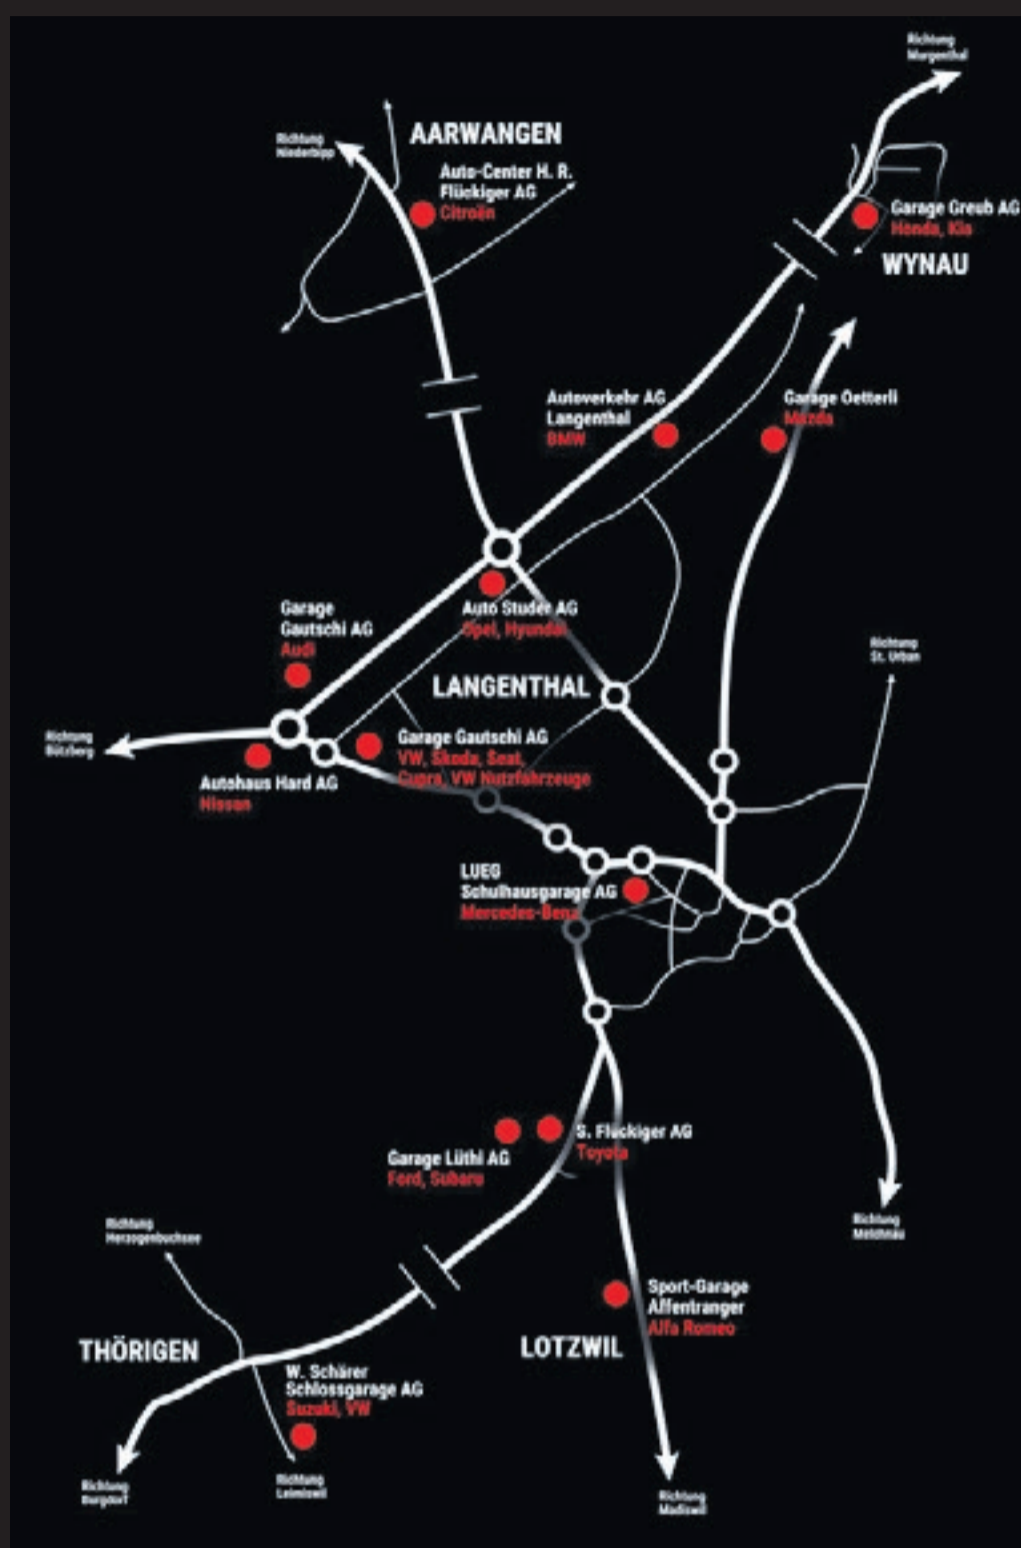 Richtung
Murgenthal
AARWANGEN
Richtung
Niederbipp
Auto-Center H. R.
Flückiger AG
Citroën
Garage Greub AG
Honda, Kia
WYNAU
Autoverkehr AG
Langenthal
BMW
Garage Oetterli
Mazda
Auto Studer AG
Opel, Hyundai
Garage
Gautschi AG
Audi
Richtung
St. Urban
LANGENTHAL
Richtung
Bützberg
Garage Gautschi AG
VW, Skoda, Seat,
Cupra, VW Nutzfahrzeuge
Autohaus Hard AG
Nissan
LUEG
Schulhausgarage AG
Mercedes-Benz
S. Flückiger AG
Toyota
Garage Lüthi AG
Ford, Subaru
Richtung
Melchnau
Richtung
Herzogenbuchsee
Sport-Garage
Affentranger
Alfa Romeo
THÖRIGEN
LOTZWIL
W. Schärer
Schlossgarage AG
Suzuki, VW
Richtung
Burgdorf
Richtung
Leimiswil
Richtung
Madiswil